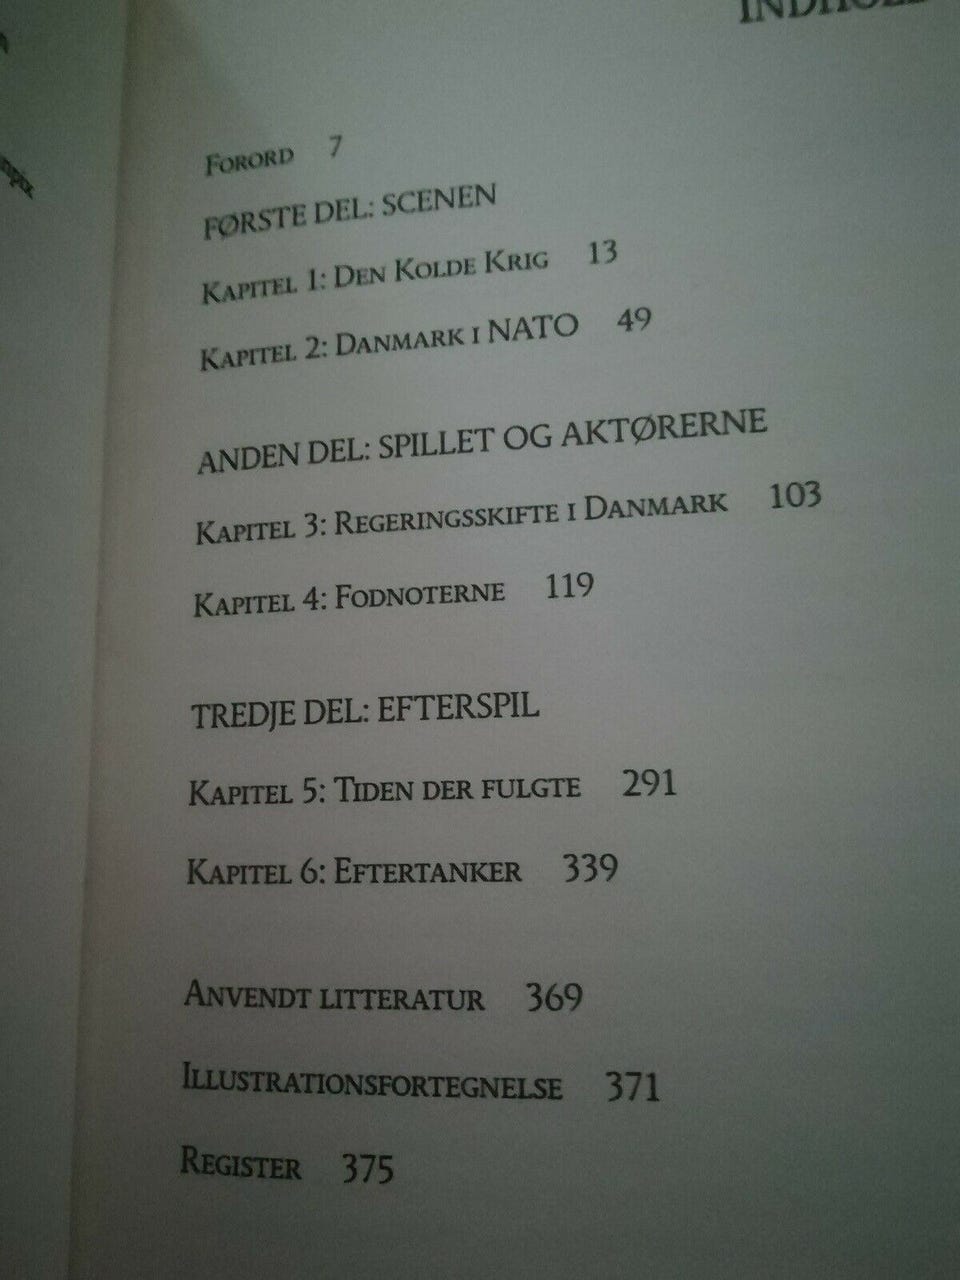 Forord 7
FØRSTE DEL: SCENEN
Kapitel 1: Den Kolde Krig 13
Kapitel 2: Danmark i NATO 49
ANDEN DEL: SPILLET OG AKTØRERNE
Kapitel 3: Regeringsskifte i Danmark 103
Kapitel 4: Fodnoterne 119
TREDJE DEL: EFTERSPIL
Kapitel 5: Tiden der fulgte 291
Kapitel 6: Eftertanker 339
Anvendt litteratur 369
Illustrationsfortegnelse 371
Register 375